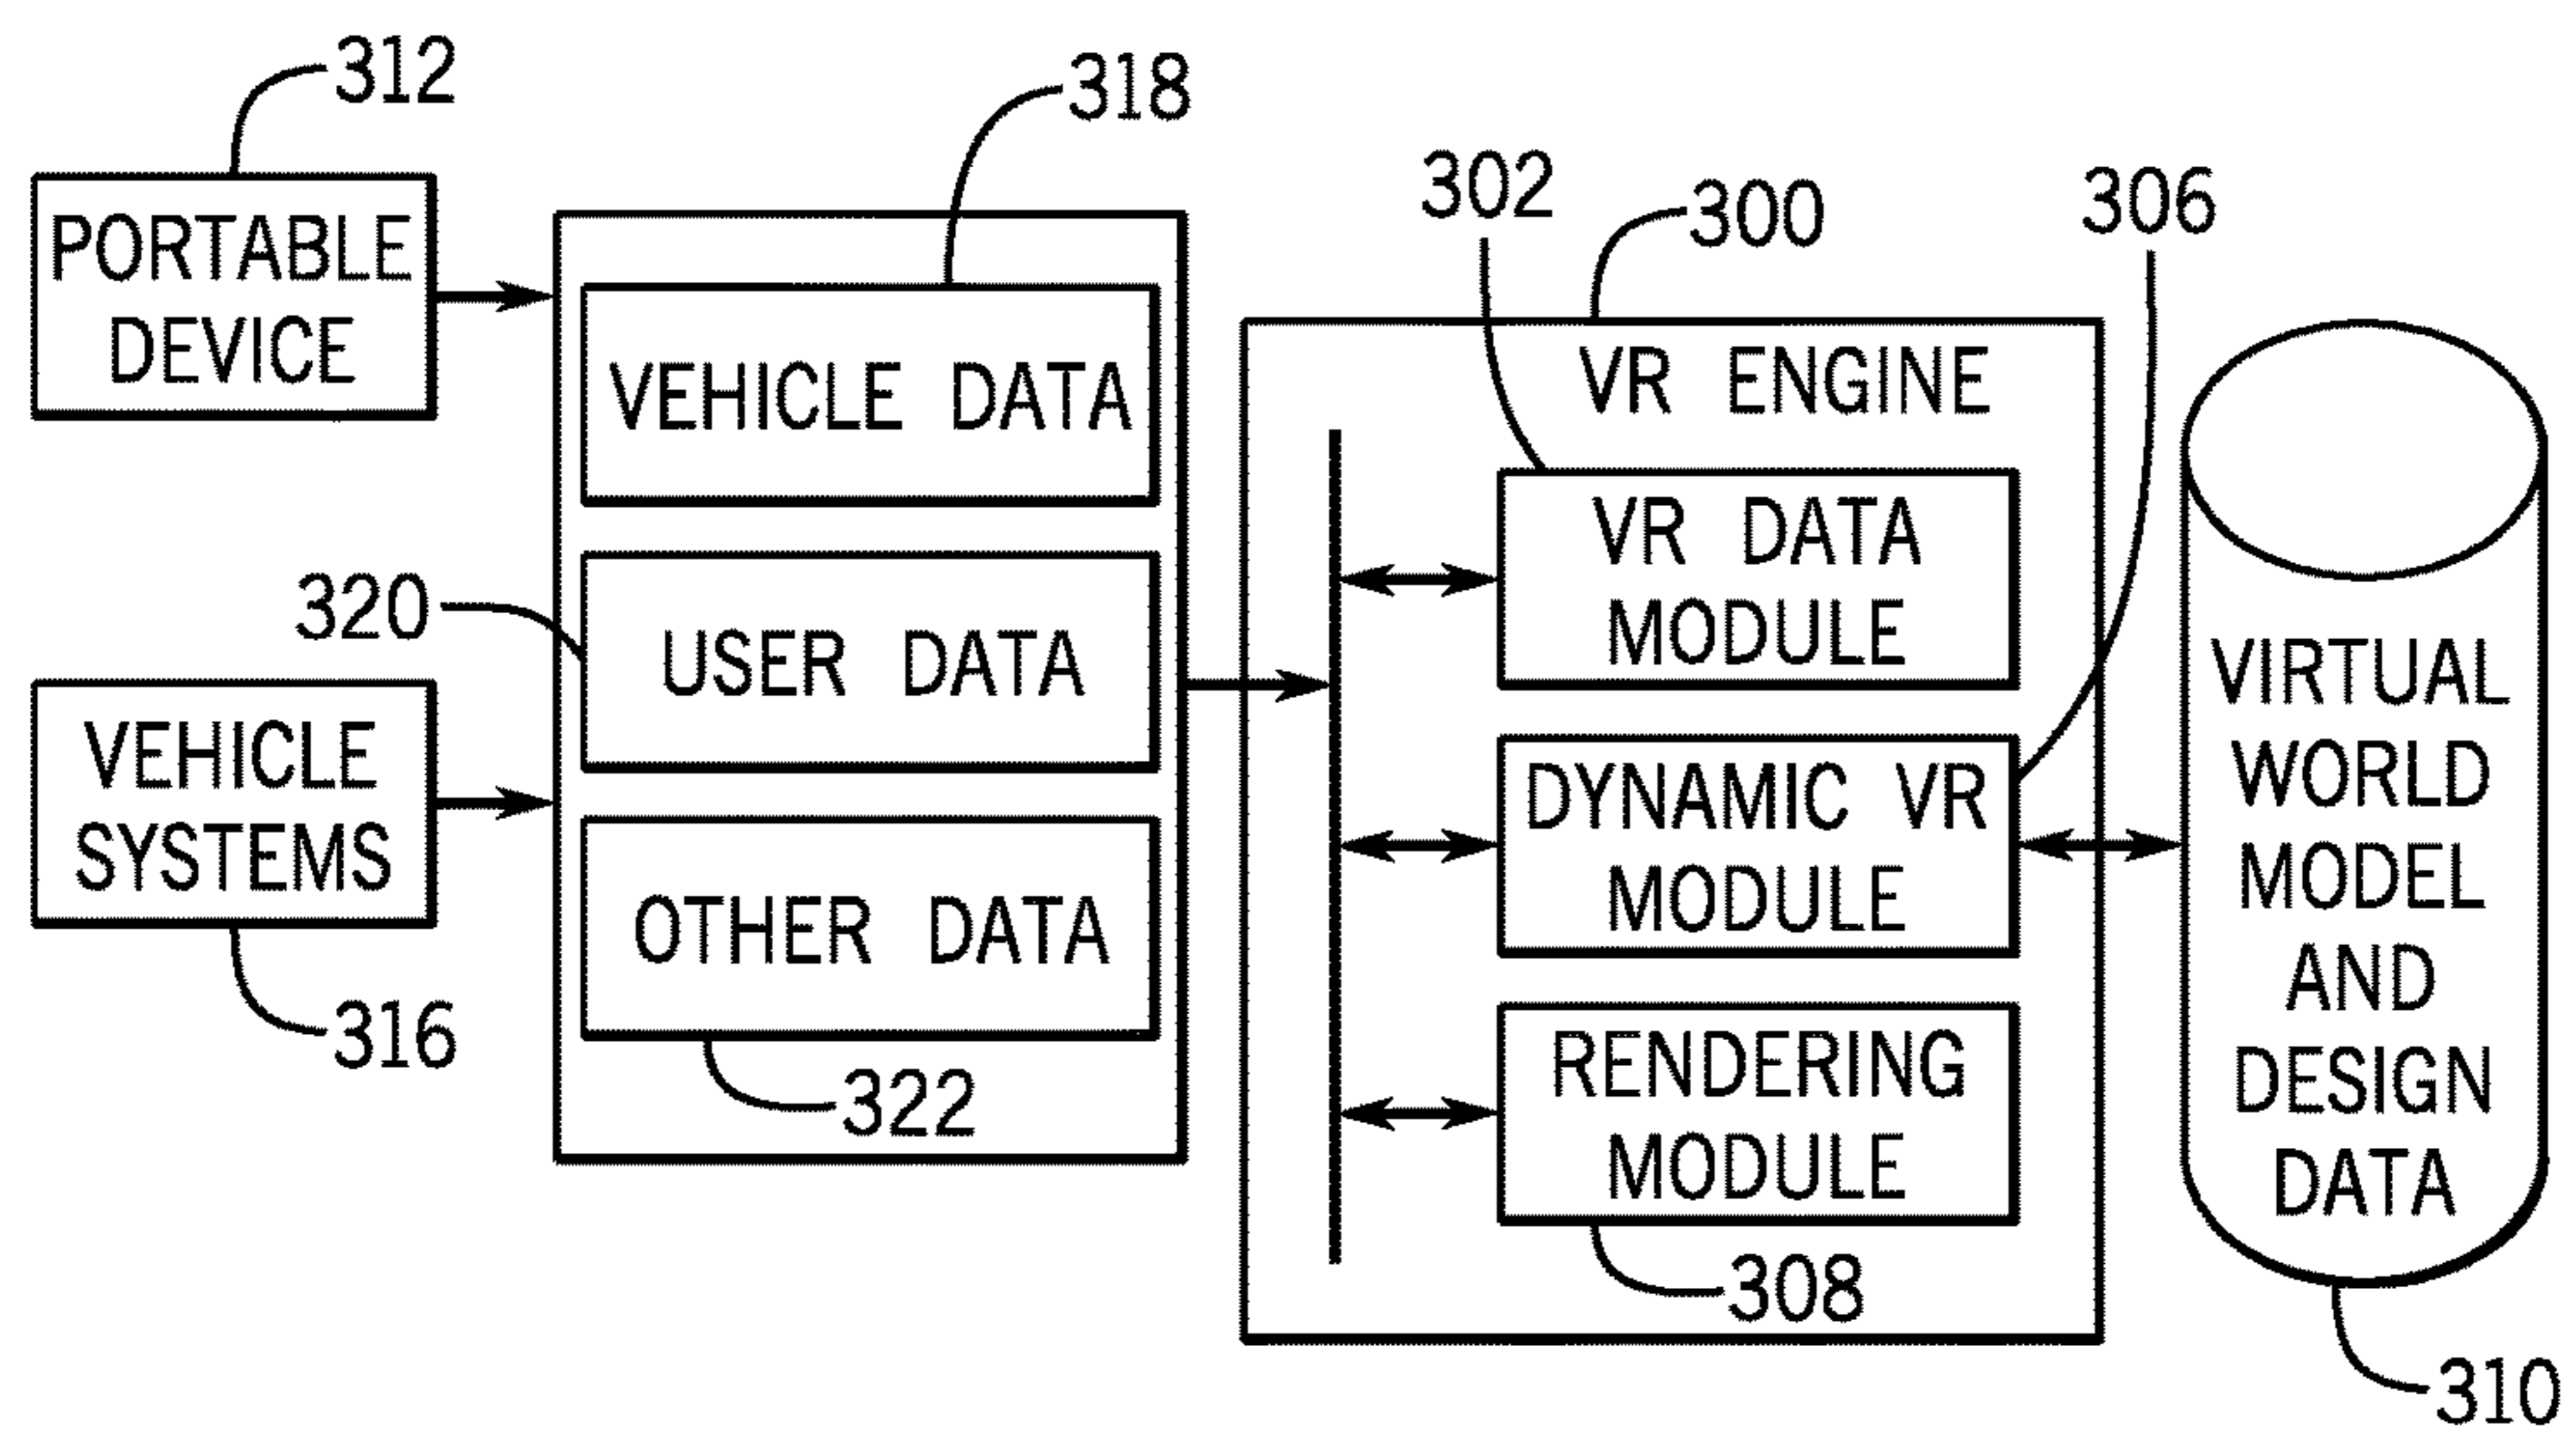 312
PORTABLE
DEVICE
318
VEHICLE DATA
320
USER DATA
VEHICLE
SYSTEMS
316
OTHER DATA
322
302
300
306
VR ENGINE
VR DATA
MODULE
DYNAMIC VR
MODULE
RENDERING
MODULE
308
VIRTUAL
WORLD
MODEL
AND
DESIGN
DATA
310